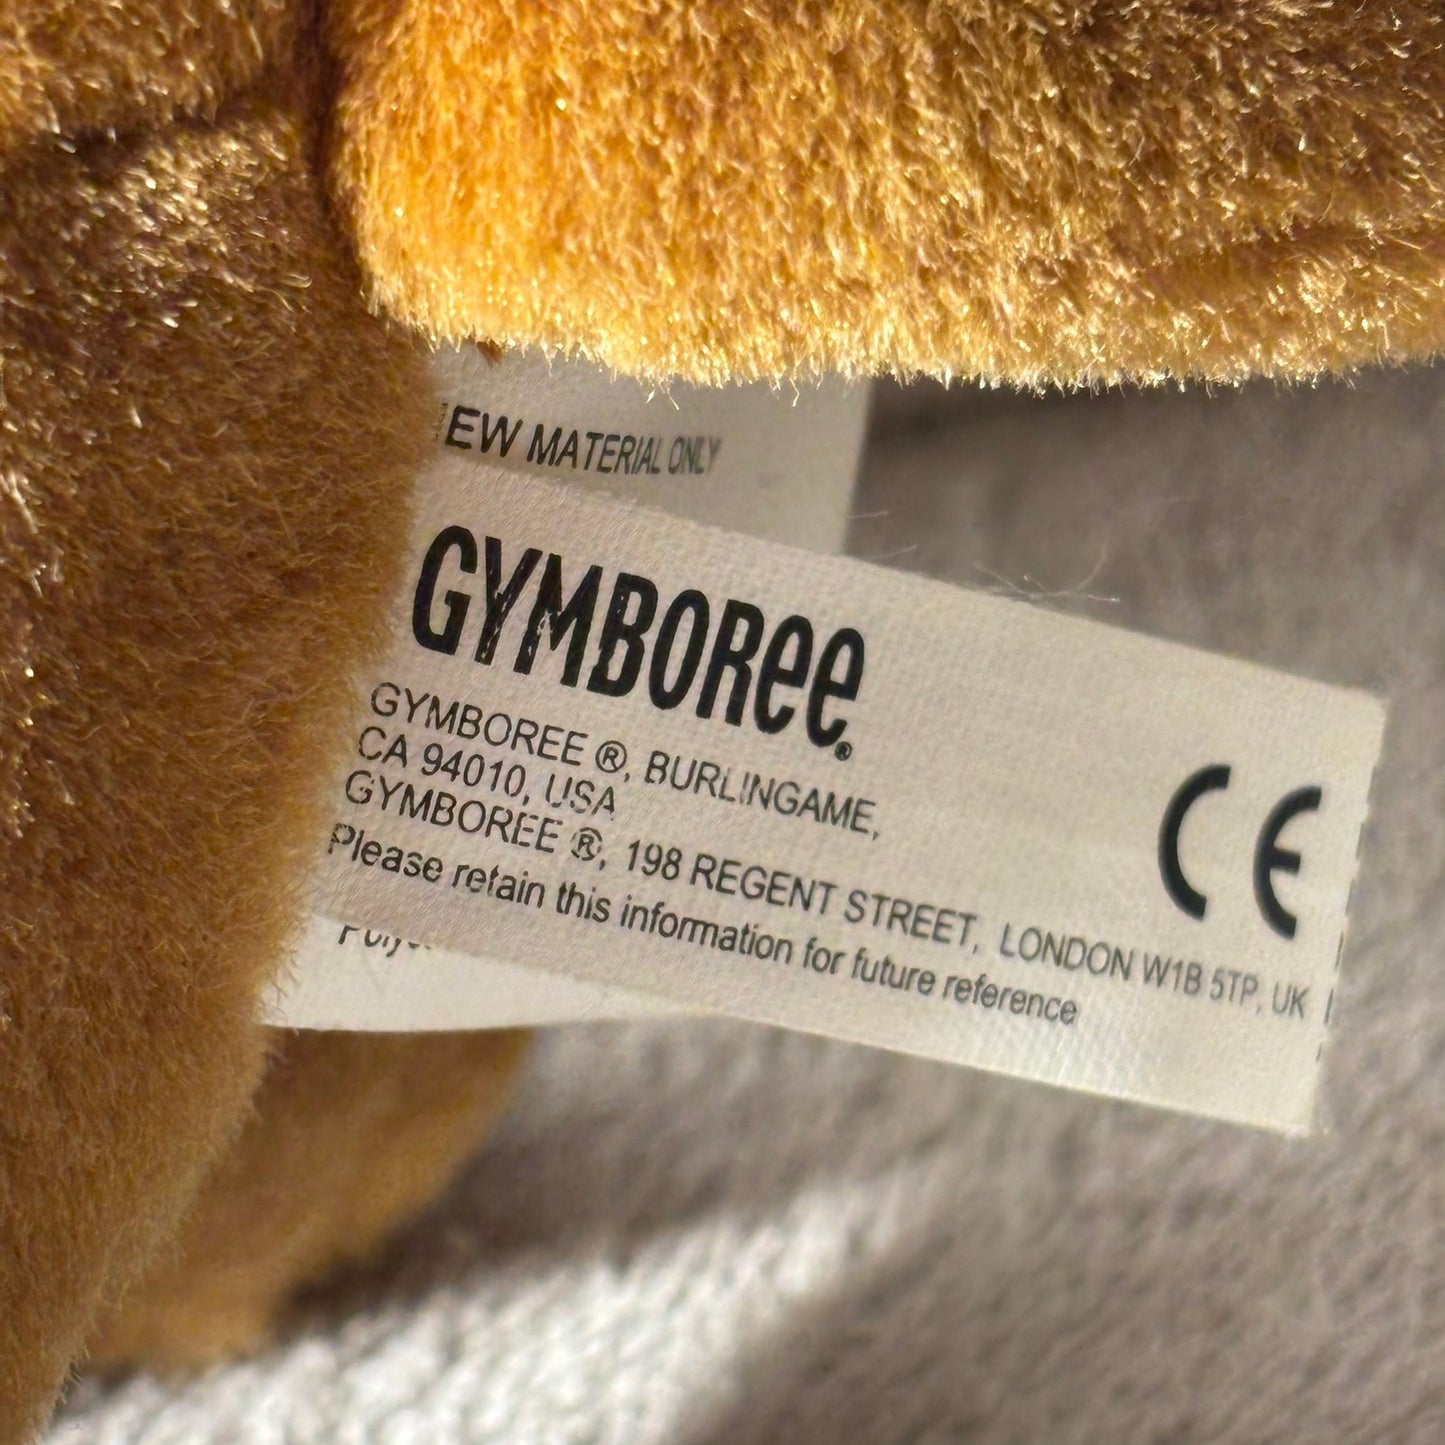 MATERIAL ONLY
GYMBOREE®
GYMBOREE ®, BURLINGAME,
CA 94010, USA
GYMBOREE ®, 198 REGENT STREET, LONDON W1B 5TP, UK
Please retain this information for future reference
CE